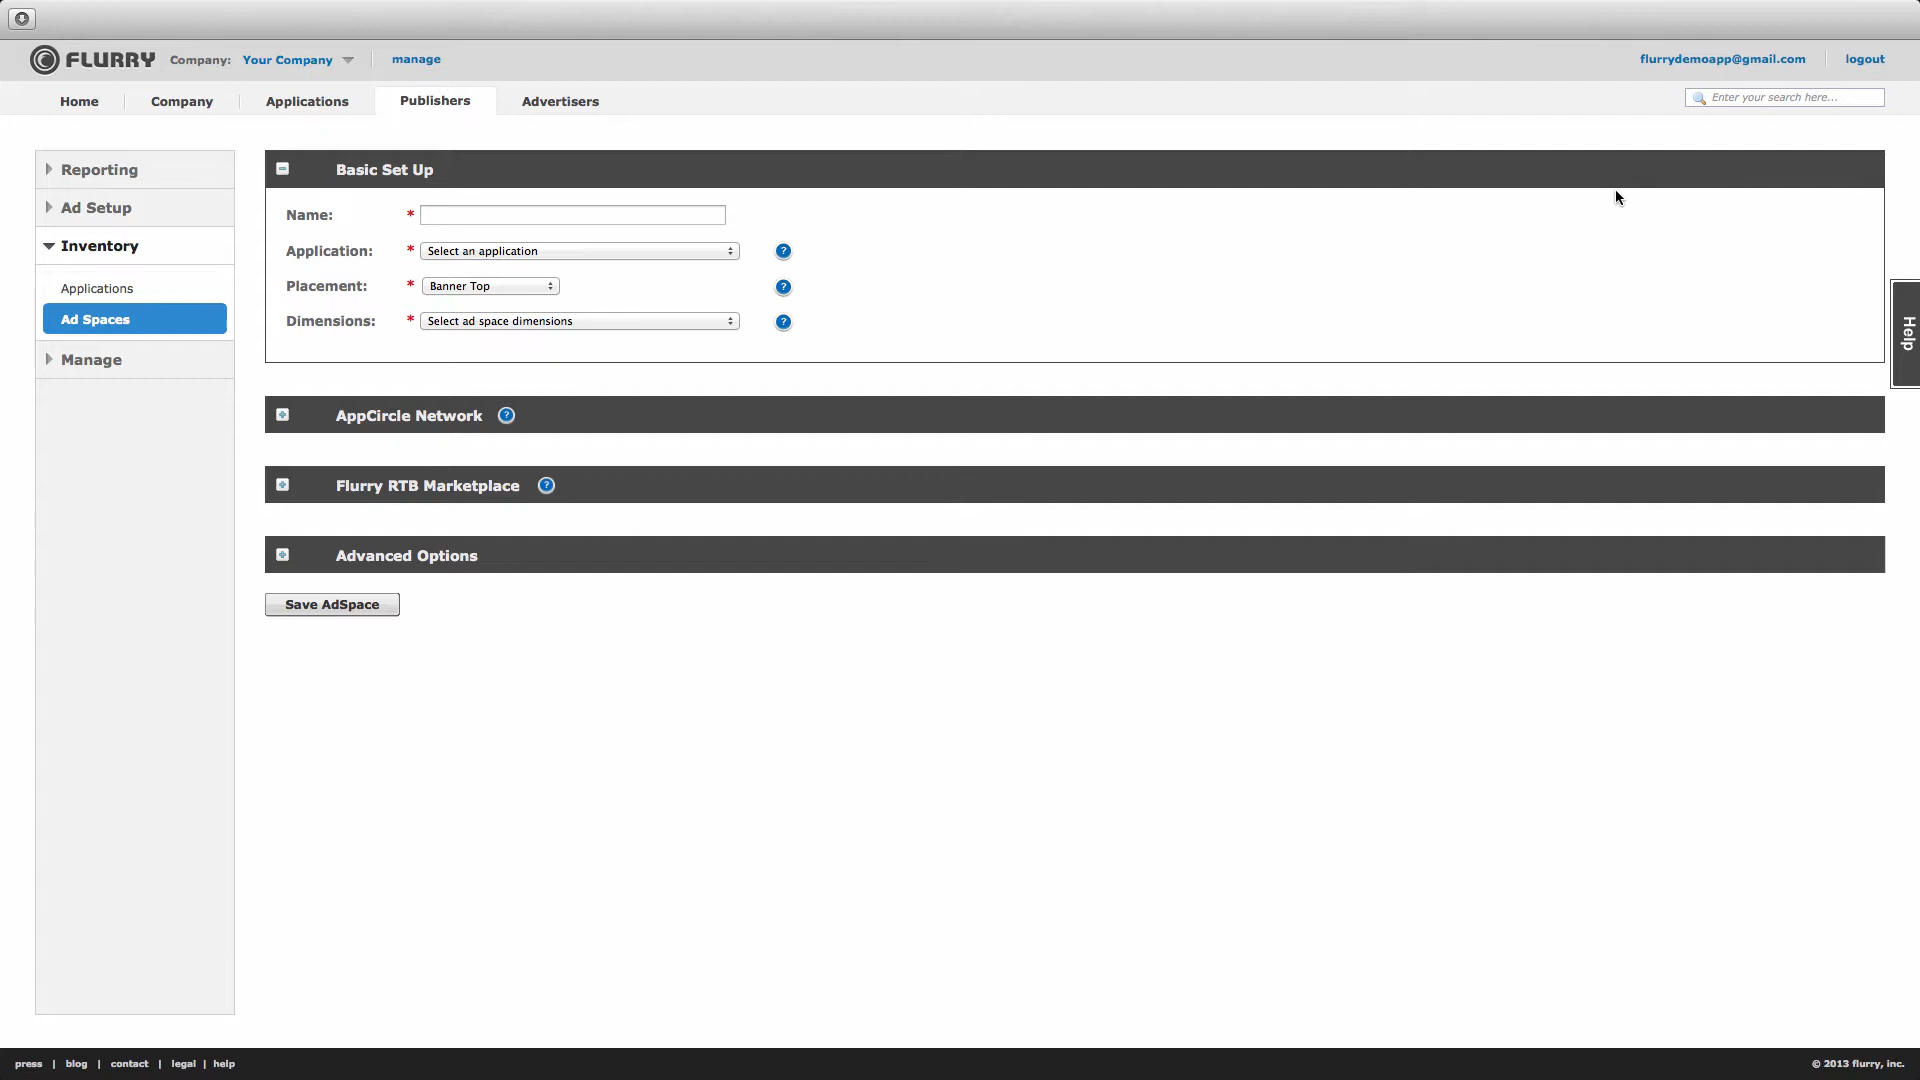 FLURRY Company: Your Company manage flurrydemoapp@gmail.com logout
Home Company Applications Publishers Advertisers Enter your search here...
Reporting
Ad Setup
Inventory
Applications
Ad Spaces
Manage
Basic Set Up
Name: *
Application: * Select an application ?
Placement: * Banner Top ?
Dimensions: * Select ad space dimensions ?
AppCircle Network ?
Flurry RTB Marketplace ?
Advanced Options
Save AdSpace
Help
press | blog | contact | legal | help © 2013 flurry, inc.